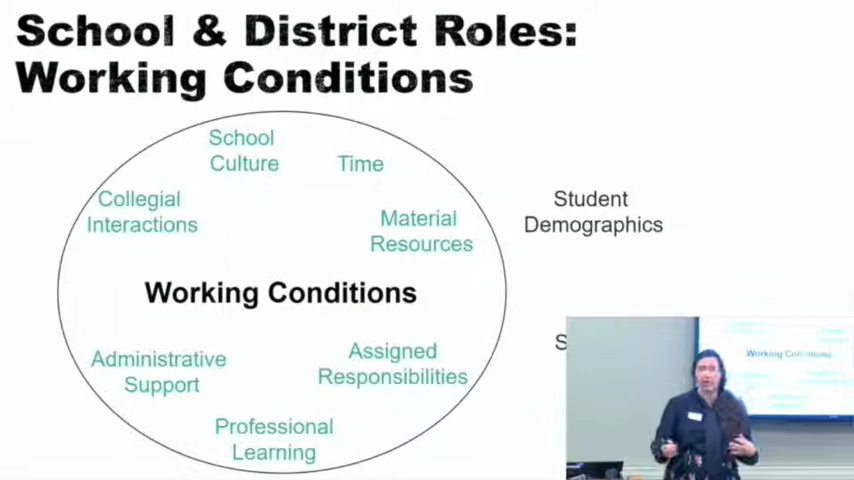 School & District Roles:
Working Conditions
School
Culture
Time
Collegial
Interactions
Material
Resources
Student
Demographics
Working Conditions
Administrative
Support
Assigned
Responsibilities
Professional
Learning
Working Conditions